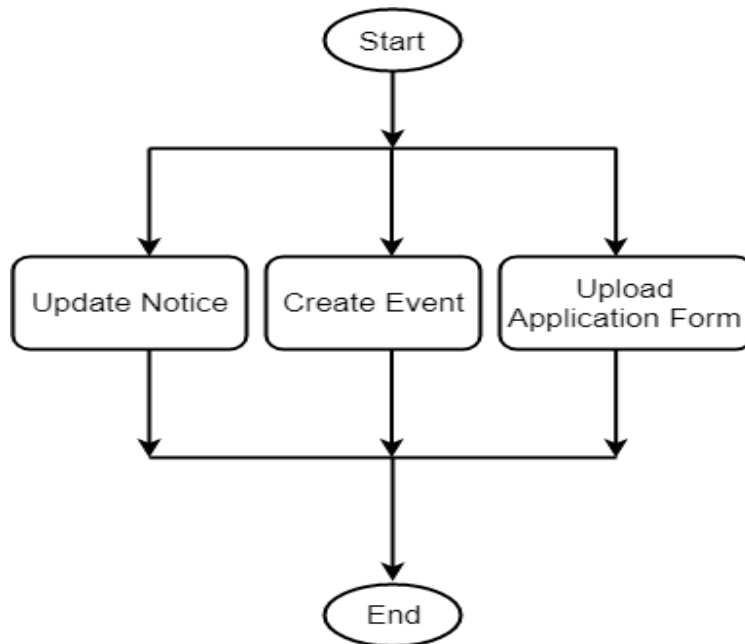 Start
Update Notice
Create Event
Upload
Application Form
End